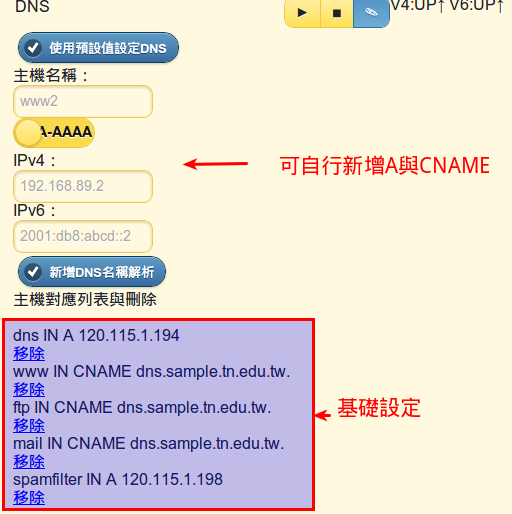 DNS
V4:UP↑ V6:UP↑
使用預設值設定DNS
主機名稱：
www2
A-AAAA
IPv4：
可自行新增A與CNAME
192.168.89.2
IPv6：
2001:db8:abcd::2
新增DNS名稱解析
主機對應列表與刪除
dns IN A 120.115.1.194
移除
www IN CNAME dns.sample.tn.edu.tw.
移除
ftp IN CNAME dns.sample.tn.edu.tw.
基礎設定
移除
mail IN CNAME dns.sample.tn.edu.tw.
移除
spamfilter IN A 120.115.1.198
移除